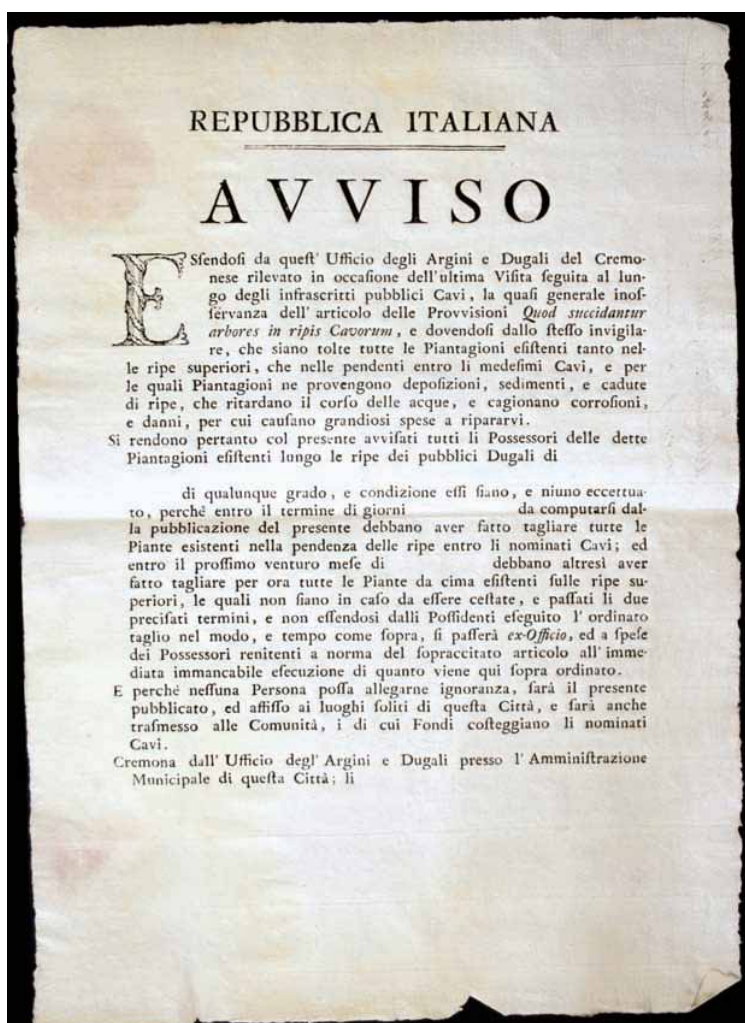 REPUBBLICA ITALIANA
AVVISO
ESſendoſi da queſt' Ufficio degli Argini e Dugali del Cremo-
neſe rilevato in occaſione dell'ultima Viſita ſeguita al lun-
go degli infraſcritti pubblici Cavi, la quaſi generale inoſ-
ſervanza dell' articolo delle Provviſioni Quod succidantur
arbores in ripis Cavorum, e dovendoſi dallo ſteſſo invigila-
re, che siano tolte tutte le Piantagioni eſiſtenti tanto nel-
le ripe superiori, che nelle pendenti entro li medeſimi Cavi, e per
le quali Piantagioni ne provengono depoſizioni, sedimenti, e cadute
di ripe, che ritardano il corſo delle acque, e cagionano corroſioni,
e danni, per cui cauſano grandiosi spese a ripararvi.
Si rendono pertanto col presente avviſati tutti li Poſſeſſori delle dette
Piantagioni eſiſtenti lungo le ripe dei pubblici Dugali di
di qualunque grado, e condizione eſſi ſiano, e niuno eccettua-
to, perchè entro il termine di giorni da computarſi dal-
la pubblicazione del presente debbano aver fatto tagliare tutte le
Piante esistenti nella pendenza delle ripe entro li nominati Cavi; ed
entro il proſſimo venturo meſe di debbano altresì aver
fatto tagliare per ora tutte le Piante da cima eſiſtenti ſulle ripe su-
periori, le quali non ſiano in caſo da eſſere ceſtate, e paſſati li due
preciſati termini, e non eſſendosi dalli Poſſidenti eſeguito l' ordinato
taglio nel modo, e tempo come ſopra, ſi paſſerà ex-Officio, ed a ſpeſe
dei Poſſeſſori renitenti a norma del ſopraccitato articolo all' imme-
diata immancabile eſecuzione di quanto viene qui ſopra ordinato.
E perchè neſſuna Perſona poſſa allegarne ignoranza, ſarà il presente
pubblicato, ed affiſſo ai luoghi ſoliti di queſta Città, e ſarà anche
traſmesso alle Comunità, i di cui Fondi coſteggiano li nominati
Cavi.
Cremona dall' Ufficio degl' Argini e Dugali presso l' Amminiſtrazione
Municipale di queſta Città; li